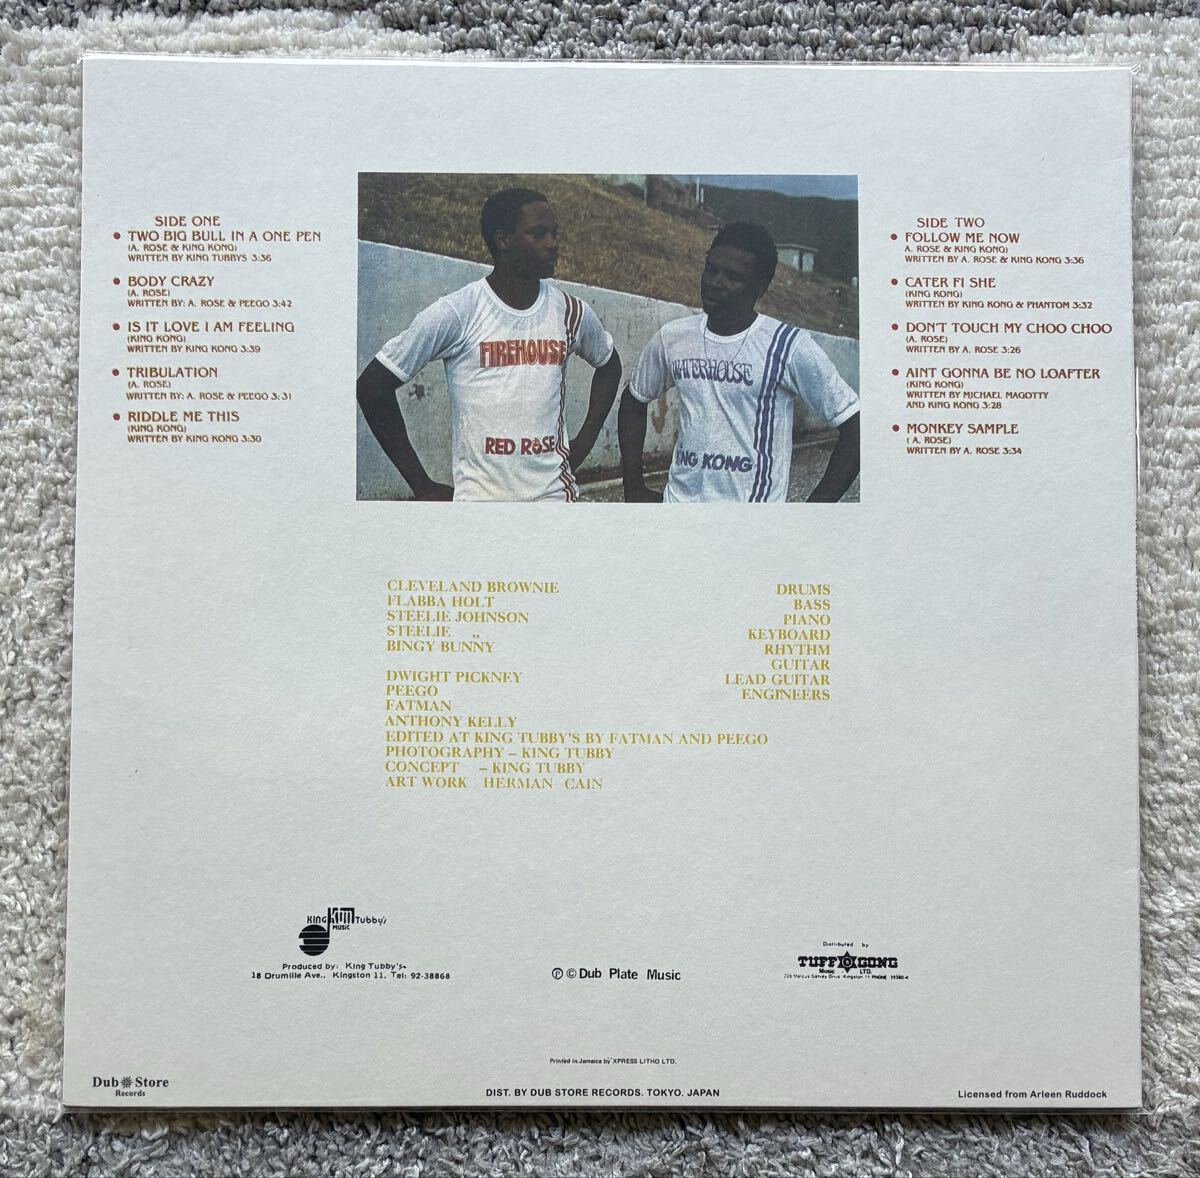 SIDE ONE
TWO BIG BULL IN A ONE PEN
(A. ROSE & KING KONG)
WRITTEN BY KING TUBBYS 3:36
BODY CRAZY
(A. ROSE)
WRITTEN BY: A. ROSE & PEEGO 3:42
IS IT LOVE I AM FEELING
(KING KONG)
WRITTEN BY KING KONG 3:39
TRIBULATION
(A. ROSE)
WRITTEN BY: A. ROSE & PEEGO 3:31
RIDDLE ME THIS
(KING KONG)
WRITTEN BY KING KONG 3:30
FIREHOUSE
RED ROSE
WATERHOUSE
KING KONG
SIDE TWO
FOLLOW ME NOW
A. ROSE & KING KONG)
WRITTEN BY A. ROSE & KING KONG 3:36
CATER FI SHE
(KING KONG)
WRITTEN BY KING KONG & PHANTOM 3:32
DON'T TOUCH MY CHOO CHOO
(A. ROSE)
WRITTEN BY A. ROSE 3:26
AINT GONNA BE NO LOAFTER
(KING KONG)
WRITTEN BY MICHAEL MAGOTTY
AND KING KONG 3:28
MONKEY SAMPLE
( A. ROSE)
WRITTEN BY A. ROSE 3:34
CLEVELAND BROWNIE DRUMS
FLABBA HOLT BASS
STEELIE JOHNSON PIANO
STEELIE ,, KEYBOARD
BINGY BUNNY RHYTHM
GUITAR
DWIGHT PICKNEY LEAD GUITAR
PEEGO ENGINEERS
FATMAN
ANTHONY KELLY
EDITED AT KING TUBBY'S BY FATMAN AND PEEGO
PHOTOGRAPHY – KING TUBBY
CONCEPT – KING TUBBY
ART WORK HERMAN CAIN
KING Tubby's
MUSIC
Produced by: King Tubby's-
18 Drumille Ave., Kingston 11. Tel: 92-38868
℗ © Dub Plate Music
Distributed by
TUFF GONG
Music LTD.
Printed in Jamaica by XPRESS LITHO LTD.
Dub Store
Records
DIST. BY DUB STORE RECORDS. TOKYO. JAPAN
Licensed from Arleen Ruddock